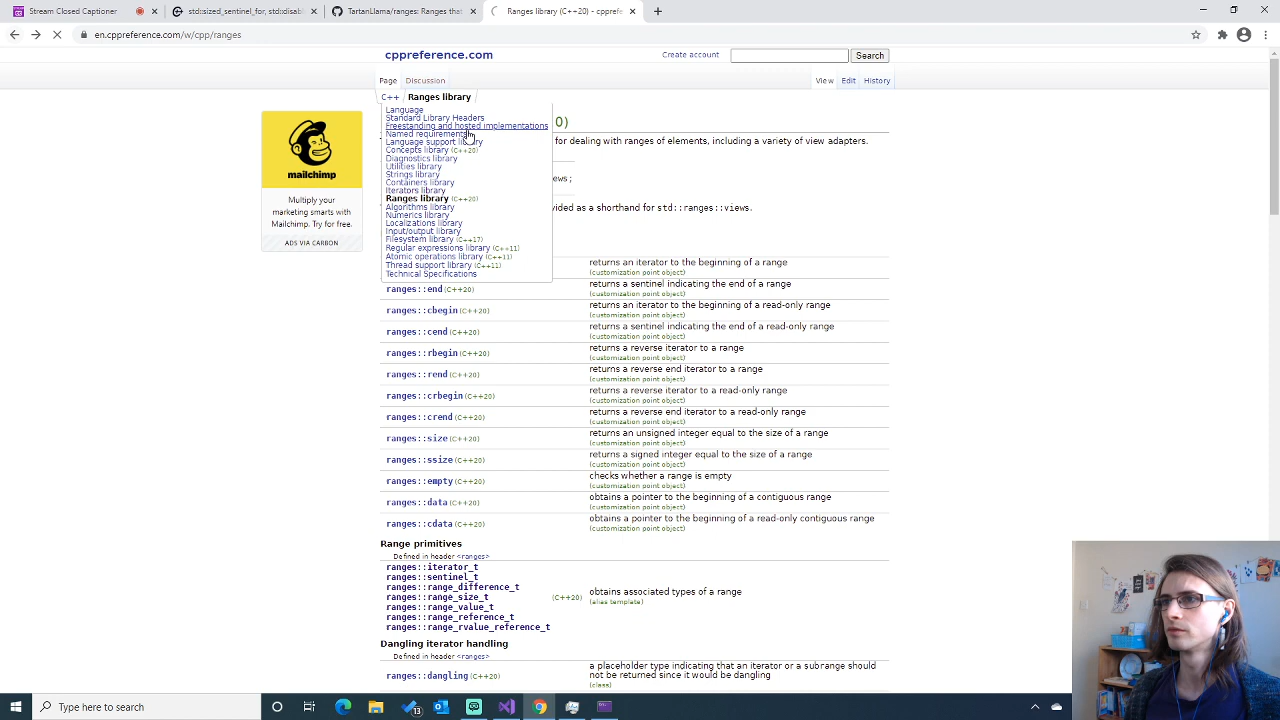 Stream Closed Captioner
std::sized_sentinel_for, std::disabl
TartanLlama/ranges: Ranges that
Ranges library (C++20) - cpprefe
en.cppreference.com/w/cpp/ranges
cppreference.com
Create account
Search
Page
Discussion
View
Edit
History
C++
Ranges library
Language
Standard Library Headers
Freestanding and hosted implementations
Named requirements
Language support library
Concepts library (C++20)
Diagnostics library
Utilities library
Strings library
Containers library
Iterators library
Ranges library (C++20)
Algorithms library
Numerics library
Localizations library
Input/output library
Filesystem library (C++17)
Regular expressions library (C++11)
Atomic operations library (C++11)
Thread support library (C++11)
Technical Specifications
0)
for dealing with ranges of elements, including a variety of view adapters.
ews;
vided as a shorthand for std::ranges::views.
returns an iterator to the beginning of a range
(customization point object)
ranges::end (C++20)
returns a sentinel indicating the end of a range
(customization point object)
ranges::cbegin (C++20)
returns an iterator to the beginning of a read-only range
(customization point object)
ranges::cend (C++20)
returns a sentinel indicating the end of a read-only range
(customization point object)
ranges::rbegin (C++20)
returns a reverse iterator to a range
(customization point object)
ranges::rend (C++20)
returns a reverse end iterator to a range
(customization point object)
ranges::crbegin (C++20)
returns a reverse iterator to a read-only range
(customization point object)
ranges::crend (C++20)
returns a reverse end iterator to a read-only range
(customization point object)
ranges::size (C++20)
returns an unsigned integer equal to the size of a range
(customization point object)
ranges::ssize (C++20)
returns a signed integer equal to the size of a range
(customization point object)
ranges::empty (C++20)
checks whether a range is empty
(customization point object)
ranges::data (C++20)
obtains a pointer to the beginning of a contiguous range
(customization point object)
ranges::cdata (C++20)
obtains a pointer to the beginning of a read-only contiguous range
(customization point object)
Range primitives
Defined in header <ranges>
ranges::iterator_t
ranges::sentinel_t
ranges::range_difference_t
ranges::range_size_t
ranges::range_value_t
ranges::range_reference_t
ranges::range_rvalue_reference_t
(C++20)
obtains associated types of a range
(alias template)
Dangling iterator handling
Defined in header <ranges>
ranges::dangling (C++20)
a placeholder type indicating that an iterator or a subrange should
not be returned since it would be dangling
(class)
mailchimp
Multiply your
marketing smarts with
Mailchimp. Try for free.
ADS VIA CARBON
Type here to search
13